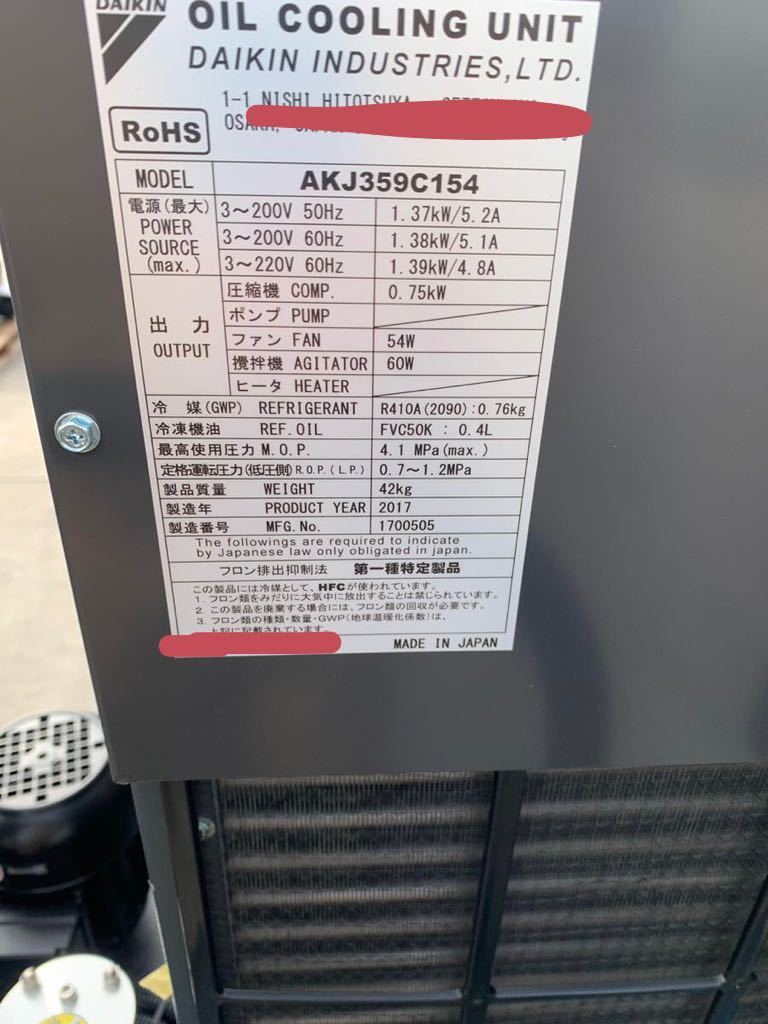 DAIKIN
OIL COOLING UNIT
DAIKIN INDUSTRIES,LTD.
1-1 NISHI HITOTSUYA,
OSAKA, JAPAN
RoHS
MODEL AKJ359C154
電源(最大) POWER SOURCE (max.)
3～200V 50Hz 1.37kW/5.2A
3～200V 60Hz 1.38kW/5.1A
3～220V 60Hz 1.39kW/4.8A
出力 OUTPUT
圧縮機 COMP. 0.75kW
ポンプ PUMP
ファン FAN 54W
攪拌機 AGITATOR 60W
ヒータ HEATER
冷媒(GWP) REFRIGERANT R410A(2090):0.76kg
冷凍機油 REF.OIL FVC50K : 0.4L
最高使用圧力 M.O.P. 4.1 MPa(max.)
定格運転圧力(低圧側) R.O.P.(L.P.) 0.7～1.2MPa
製品質量 WEIGHT 42kg
製造年 PRODUCT YEAR 2017
製造番号 MFG.No. 1700505
The followings are required to indicate
by Japanese law only obligated in japan.
フロン排出抑制法 第一種特定製品
この製品には冷媒として、HFCが使われています。
1. フロン類をみだりに大気中に放出することは禁じられています。
2. この製品を廃棄する場合には、フロン類の回収が必要です。
3. フロン類の種類・数量・GWP(地球温暖化係数)は、
上記に記載されています。
MADE IN JAPAN